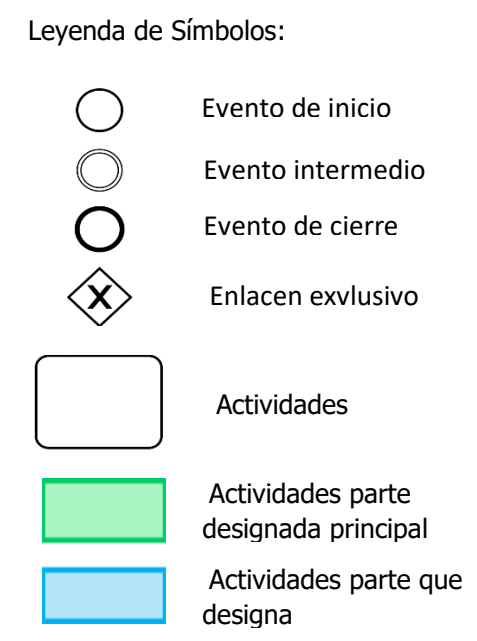 Leyenda de Símbolos:
Evento de inicio
Evento intermedio
Evento de cierre
X
Enlacen exvlusivo
Actividades
Actividades parte
designada principal
Actividades parte que
designa